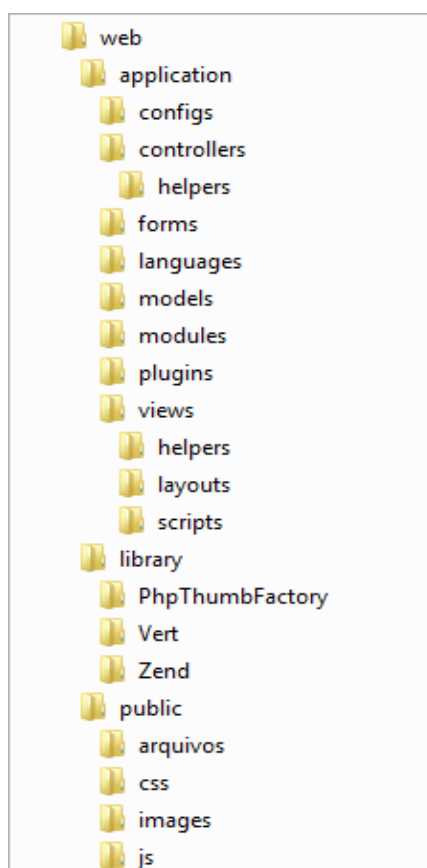 web
application
configs
controllers
helpers
forms
languages
models
modules
plugins
views
helpers
layouts
scripts
library
PhpThumbFactory
Vert
Zend
public
arquivos
css
images
js